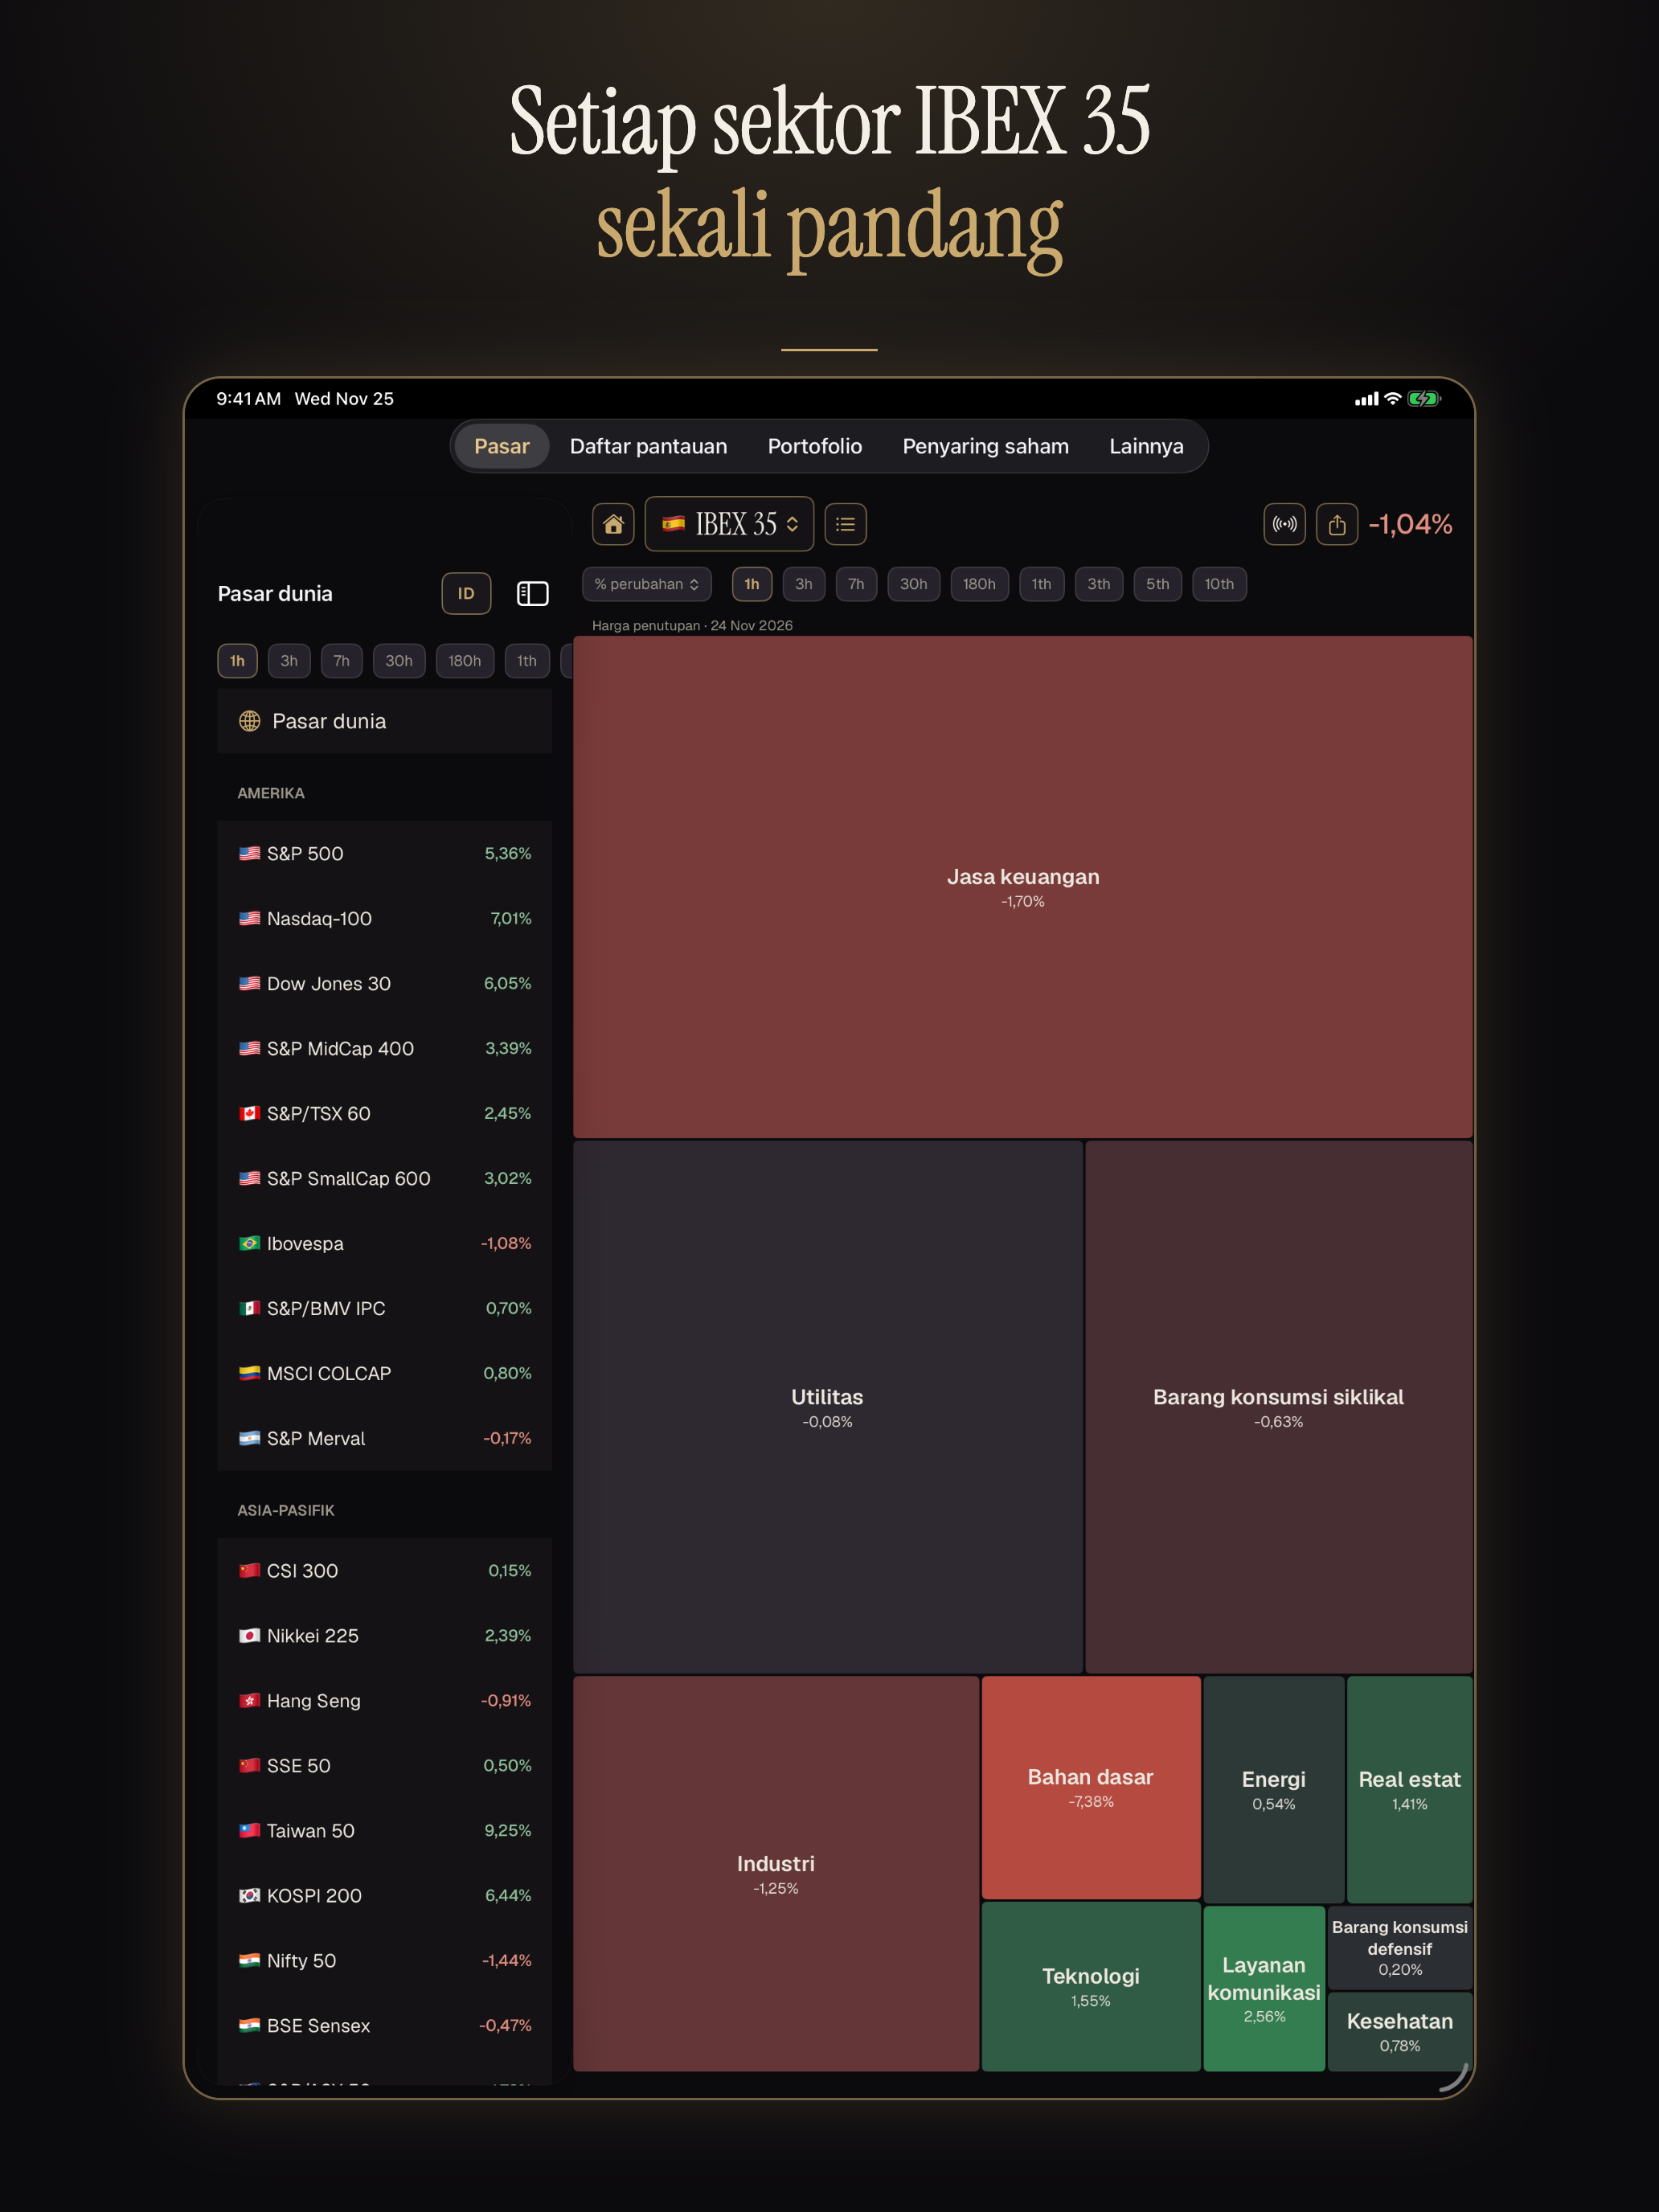 Setiap sektor IBEX 35
sekali pandang
9:41 AM Wed Nov 25
Pasar Daftar pantauan Portofolio Penyaring saham Lainnya
IBEX 35
-1,04%
Pasar dunia
ID
% perubahan 1h 3h 7h 30h 180h 1th 3th 5th 10th
Harga penutupan · 24 Nov 2026
1h 3h 7h 30h 180h 1th
Pasar dunia
AMERIKA
S&P 500 5,36%
Nasdaq-100 7,01%
Dow Jones 30 6,05%
S&P MidCap 400 3,39%
S&P/TSX 60 2,45%
S&P SmallCap 600 3,02%
Ibovespa -1,08%
S&P/BMV IPC 0,70%
MSCI COLCAP 0,80%
S&P Merval -0,17%
ASIA-PASIFIK
CSI 300 0,15%
Nikkei 225 2,39%
Hang Seng -0,91%
SSE 50 0,50%
Taiwan 50 9,25%
KOSPI 200 6,44%
Nifty 50 -1,44%
BSE Sensex -0,47%
Jasa keuangan
-1,70%
Utilitas
-0,08%
Barang konsumsi siklikal
-0,63%
Industri
-1,25%
Bahan dasar
-7,38%
Energi
0,54%
Real estat
1,41%
Teknologi
1,55%
Layanan
komunikasi
2,56%
Barang konsumsi
defensif
0,20%
Kesehatan
0,78%